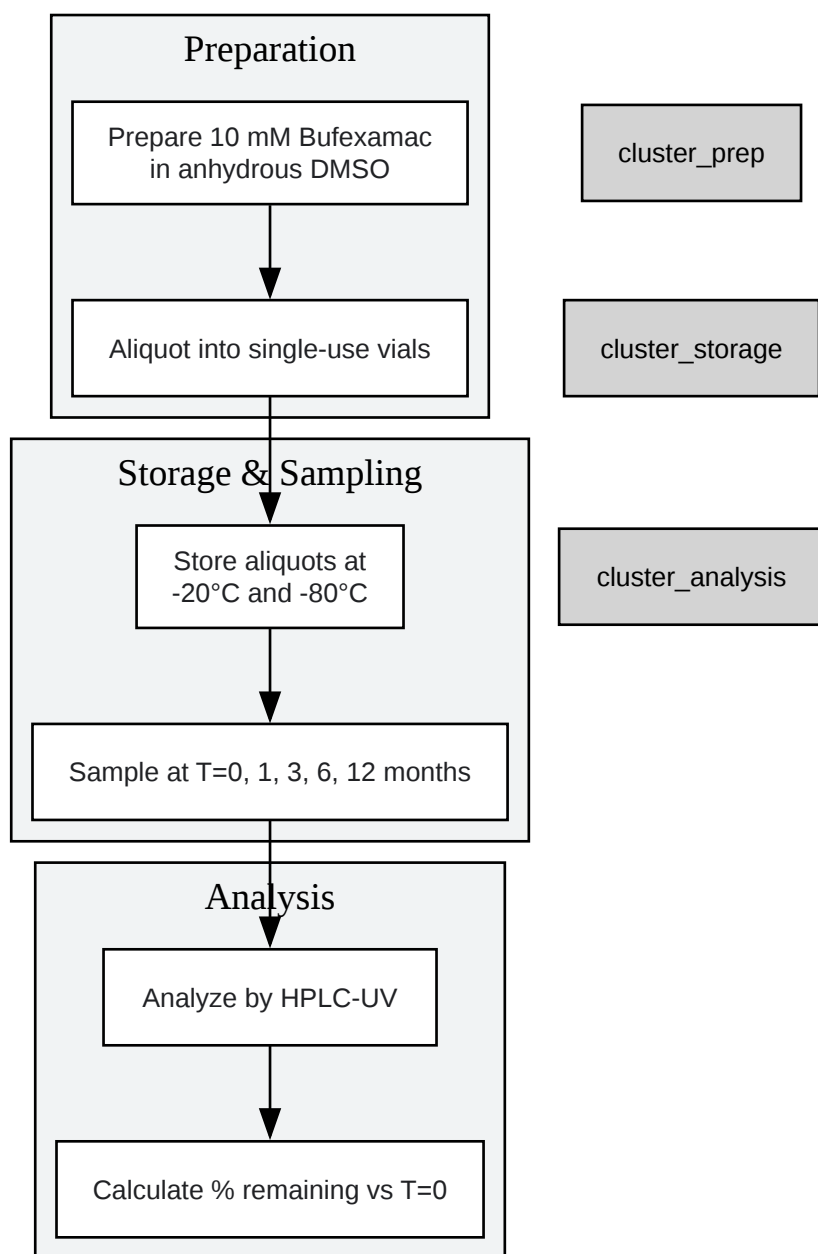 Preparation
Prepare 10 mM Bufexamac
in anhydrous DMSO
cluster_prep
Aliquot into single-use vials
cluster_storage
Storage & Sampling
Store aliquots at
-20°C and -80°C
cluster_analysis
Sample at T=0, 1, 3, 6, 12 months
Analysis
Analyze by HPLC-UV
Calculate % remaining vs T=0